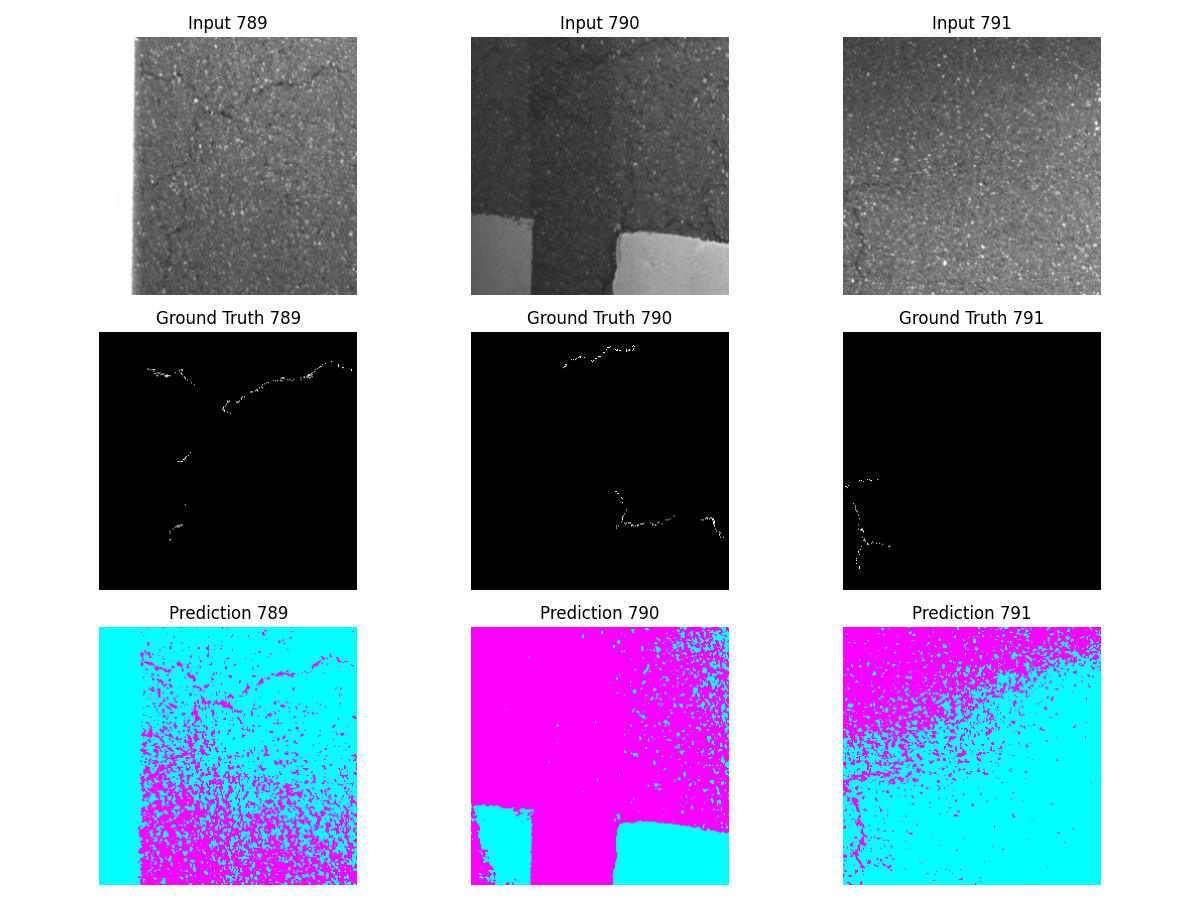 Input 789
Input 790
Input 791
Ground Truth 789
Ground Truth 790
Ground Truth 791
Prediction 789
Prediction 790
Prediction 791